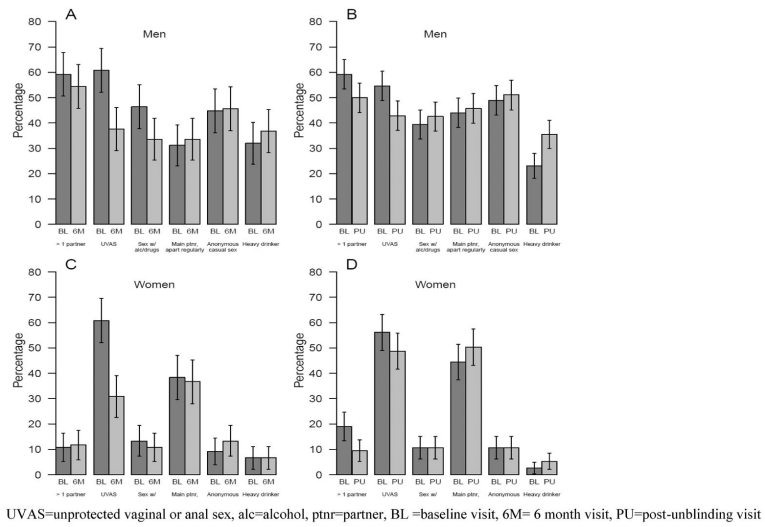 A
Men
80
70
60
50
40
30
20
10
0
Percentage
BL 6M BL 6M BL 6M BL 6M BL 6M BL 6M
> 1 partner UVAS Sex w/ alc/drugs Main ptnr, apart regularly Anonymous casual sex Heavy drinker
B
Men
80
70
60
50
40
30
20
10
0
Percentage
BL PU BL PU BL PU BL PU BL PU BL PU
> 1 partner UVAS Sex w/ alc/drugs Main ptnr, apart regularly Anonymous casual sex Heavy drinker
C
Women
80
70
60
50
40
30
20
10
0
Percentage
BL 6M BL 6M BL 6M BL 6M BL 6M BL 6M
> 1 partner UVAS Sex w/ Main ptnr, Anonymous Heavy drinker
D
Women
80
70
60
50
40
30
20
10
0
Percentage
BL PU BL PU BL PU BL PU BL PU BL PU
> 1 partner UVAS Sex w/ Main ptnr, Anonymous Heavy drinker
UVAS=unprotected vaginal or anal sex, alc=alcohol, ptnr=partner, BL =baseline visit, 6M= 6 month visit, PU=post-unblinding visit